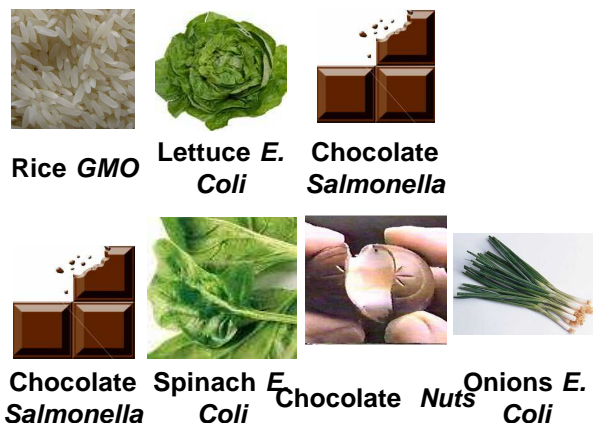 Rice GMO
Lettuce E.
Coli
Chocolate
Salmonella
Chocolate
Salmonella
Spinach E.
Coli
Chocolate Nuts
Onions E.
Coli